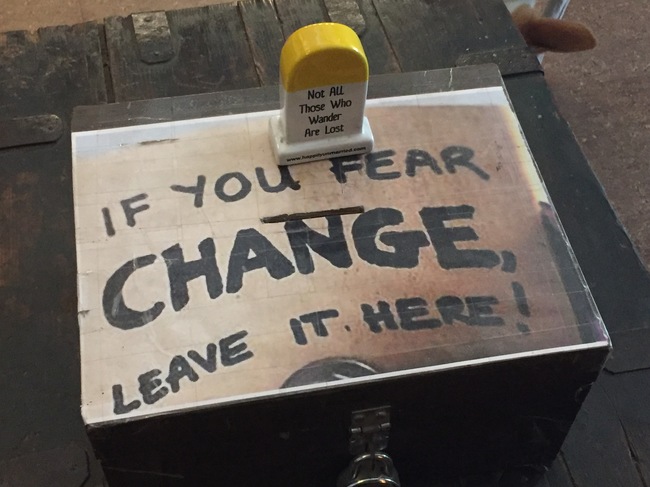 Not All
Those Who
Wander
Are Lost
IF YOU FEAR
CHANGE,
LEAVE IT HERE!